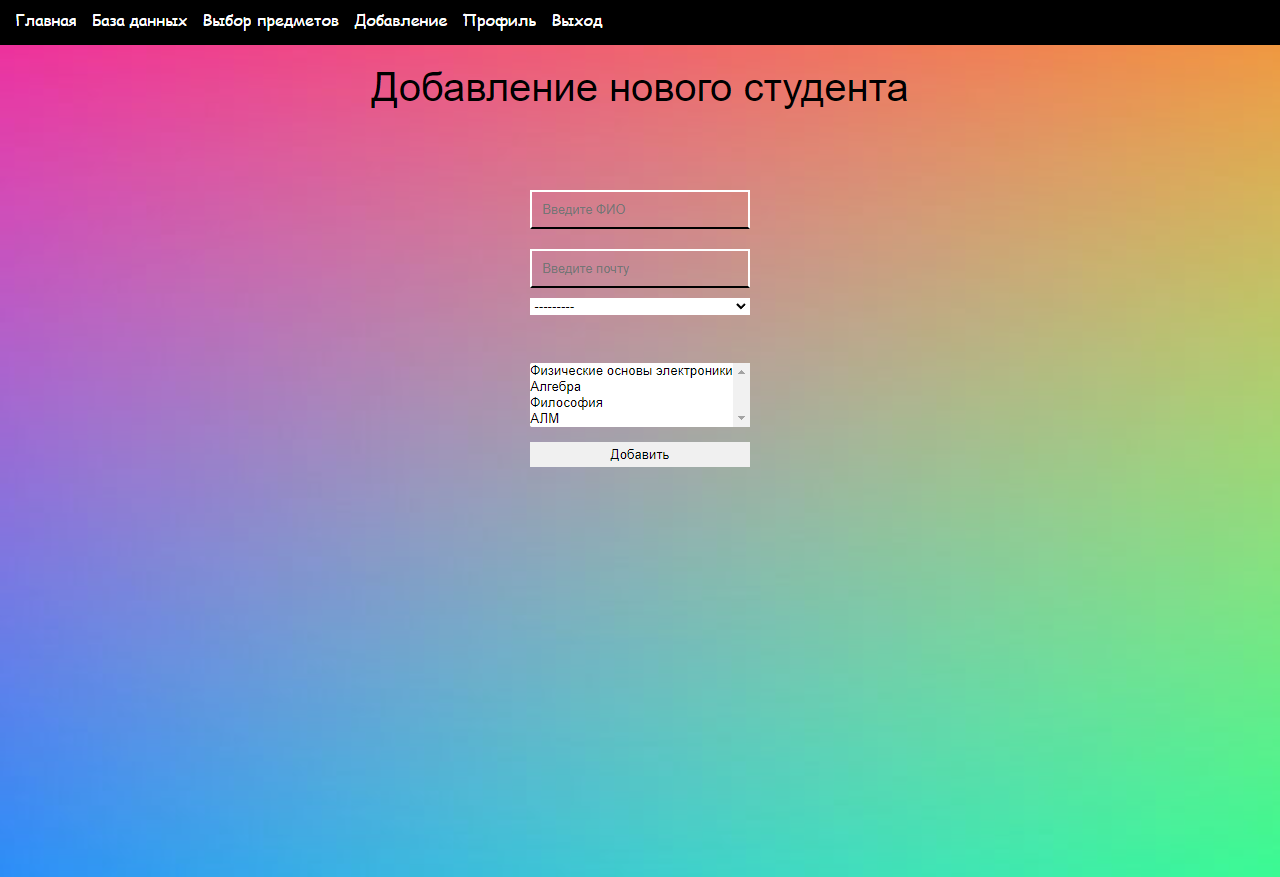 Главная База данных Выбор предметов Добавление Профиль Выход
Добавление нового студента
Введите ФИО
Введите почту
---------
Физические основы электроники
Алгебра
Философия
АЛМ
Добавить